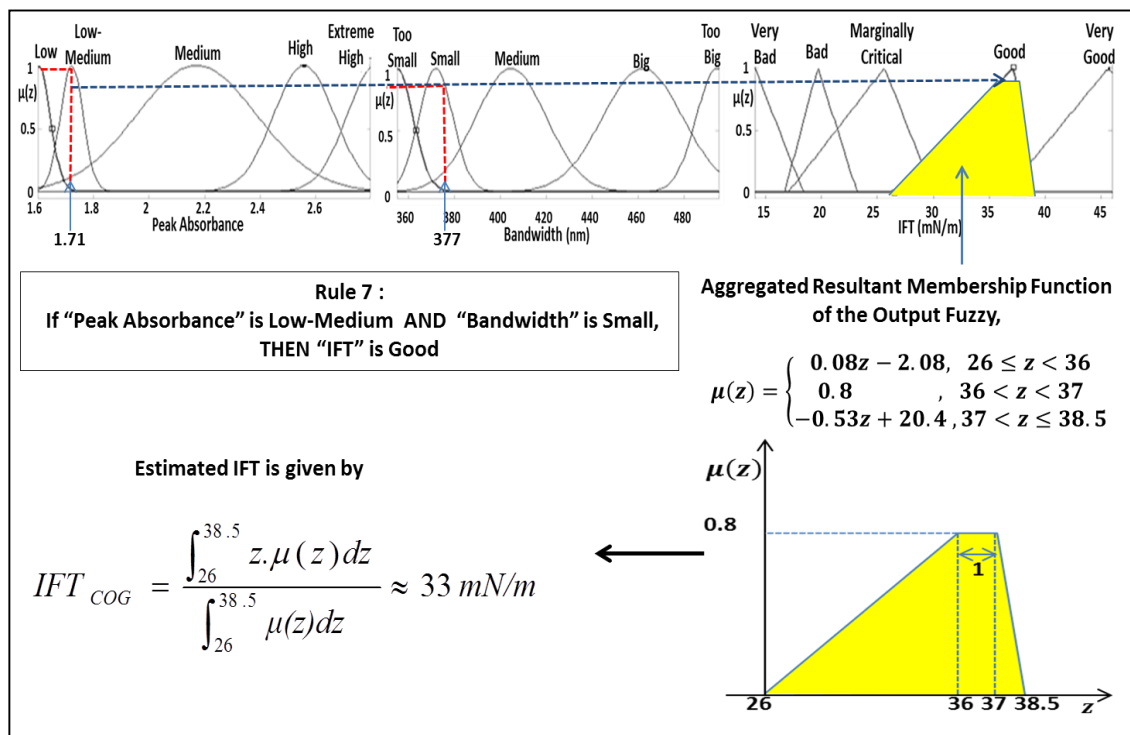 Low
Low-
Medium
Medium
High
Extreme
High
1
μ(z)
0.5
0
1.6
1.8
2
2.2
2.4
2.6
Peak Absorbance
1.71
Too
Small
Small
Medium
Big
Too
Big
1
μ(z)
0.5
0
360
380
400
420
440
460
480
Bandwidth (nm)
377
Very
Bad
Bad
Marginally
Critical
Good
Very
Good
1
μ(z)
0.5
0
15
20
25
30
35
40
45
IFT (mN/m)
Rule 7 :
If “Peak Absorbance” is Low-Medium AND “Bandwidth” is Small,
THEN “IFT” is Good
Aggregated Resultant Membership Function
of the Output Fuzzy,
μ(z) = { 0.08z − 2.08, 26 ≤ z < 36
0.8 , 36 < z < 37
−0.53z + 20.4 , 37 < z ≤ 38.5
Estimated IFT is given by
IFT COG = ∫26^38.5 z.μ(z)dz / ∫26^38.5 μ(z)dz ≈ 33 mN/m
μ(z)
0.8
1
26
36
37
38.5
z